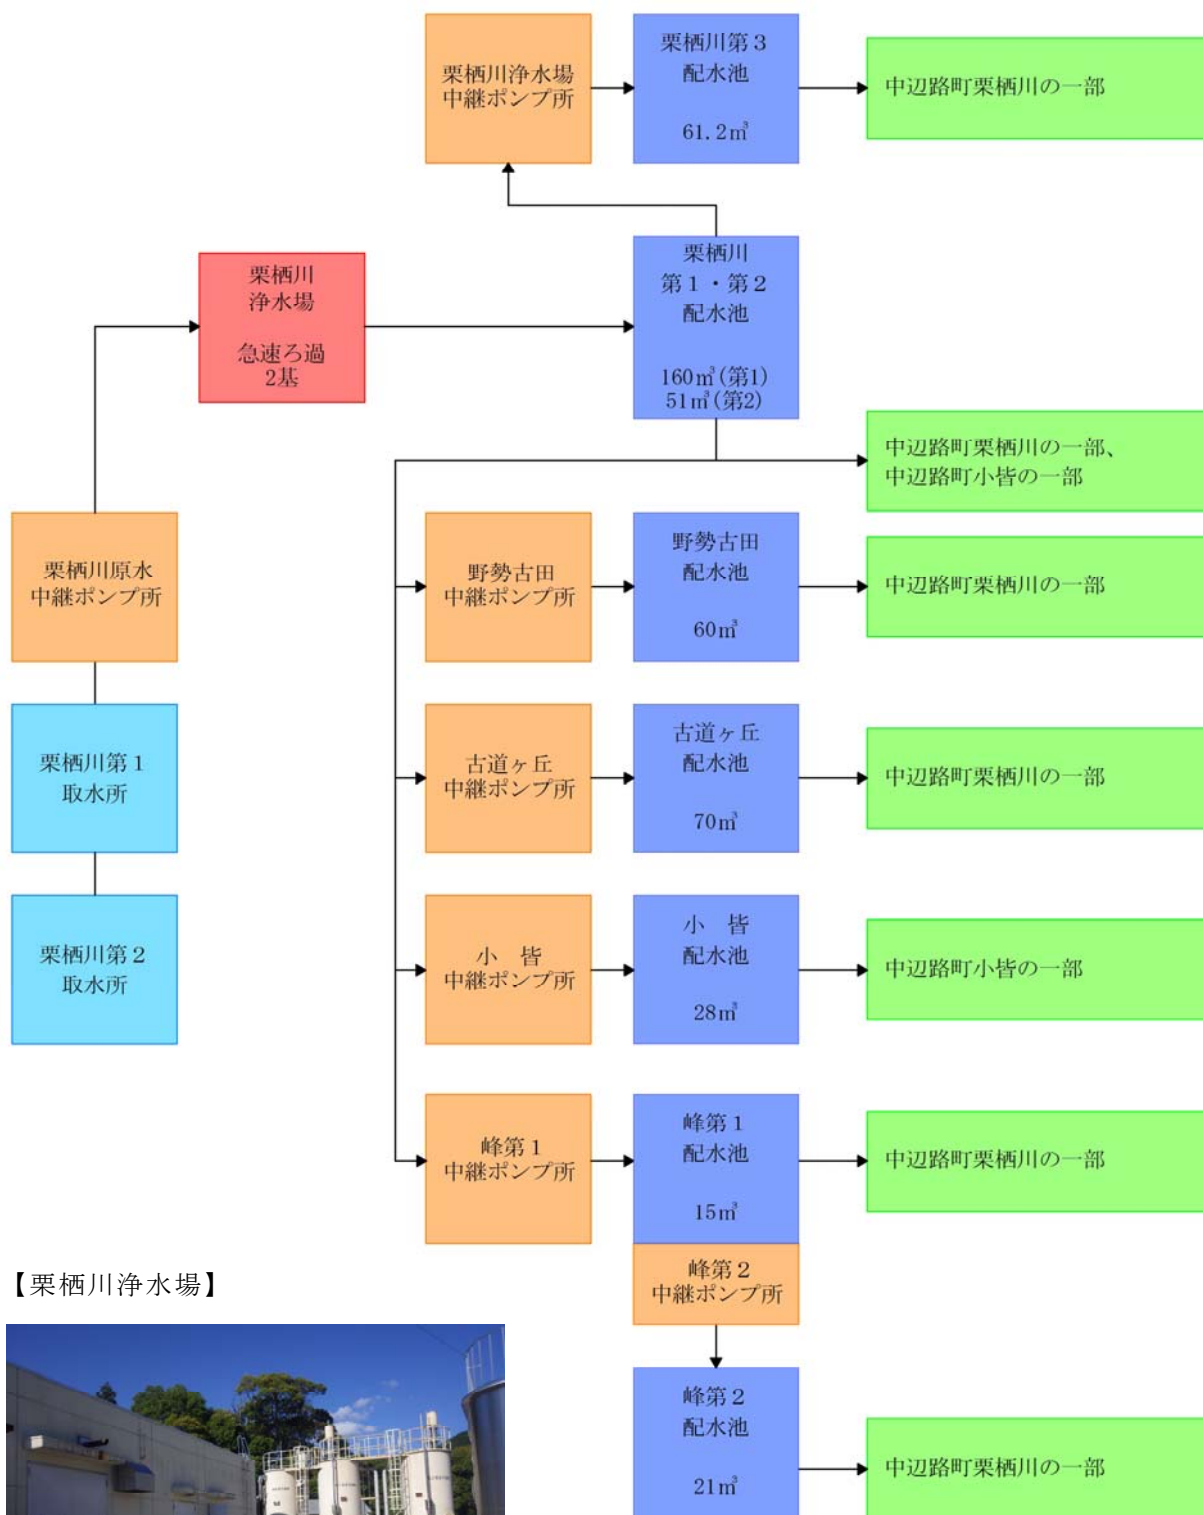 栗栖川浄水場
中継ポンプ所
栗栖川第３
配水池
61.2㎥
中辺路町栗栖川の一部
栗栖川
浄水場
急速ろ過
2基
栗栖川
第１・第２
配水池
160㎥(第1)
51㎥(第2)
中辺路町栗栖川の一部、
中辺路町小皆の一部
栗栖川原水
中継ポンプ所
野勢古田
中継ポンプ所
野勢古田
配水池
60㎥
中辺路町栗栖川の一部
栗栖川第１
取水所
古道ヶ丘
中継ポンプ所
古道ヶ丘
配水池
70㎥
中辺路町栗栖川の一部
栗栖川第２
取水所
小　皆
中継ポンプ所
小　皆
配水池
28㎥
中辺路町小皆の一部
峰第１
中継ポンプ所
峰第１
配水池
15㎥
中辺路町栗栖川の一部
峰第２
中継ポンプ所
【栗栖川浄水場】
峰第２
配水池
21㎥
中辺路町栗栖川の一部